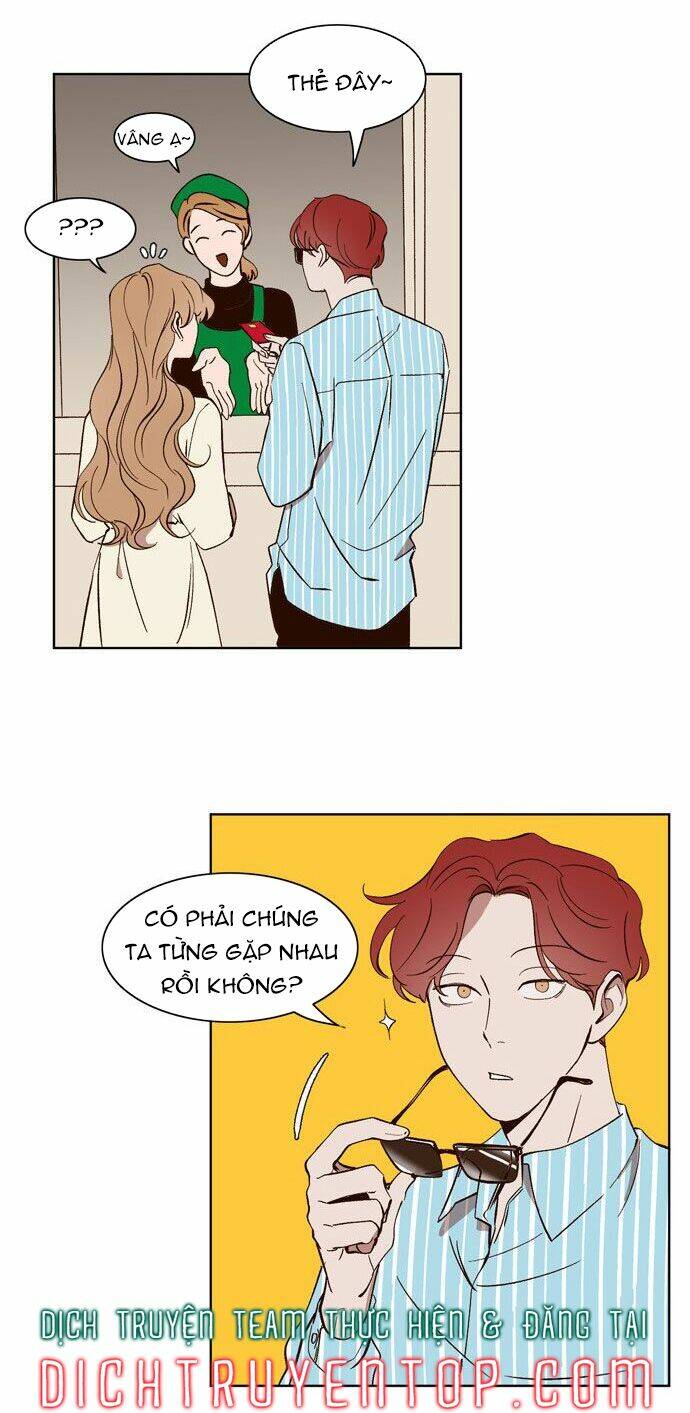 THẺ ĐÂY~
VÂNG Ạ~
???
CÓ PHẢI CHÚNG
TA TỪNG GẶP NHAU
RỒI KHÔNG?
DỊCH TRUYỆN TEAM THỰC HIỆN & ĐĂNG TẠI
DICHTRUYENTOP.COM